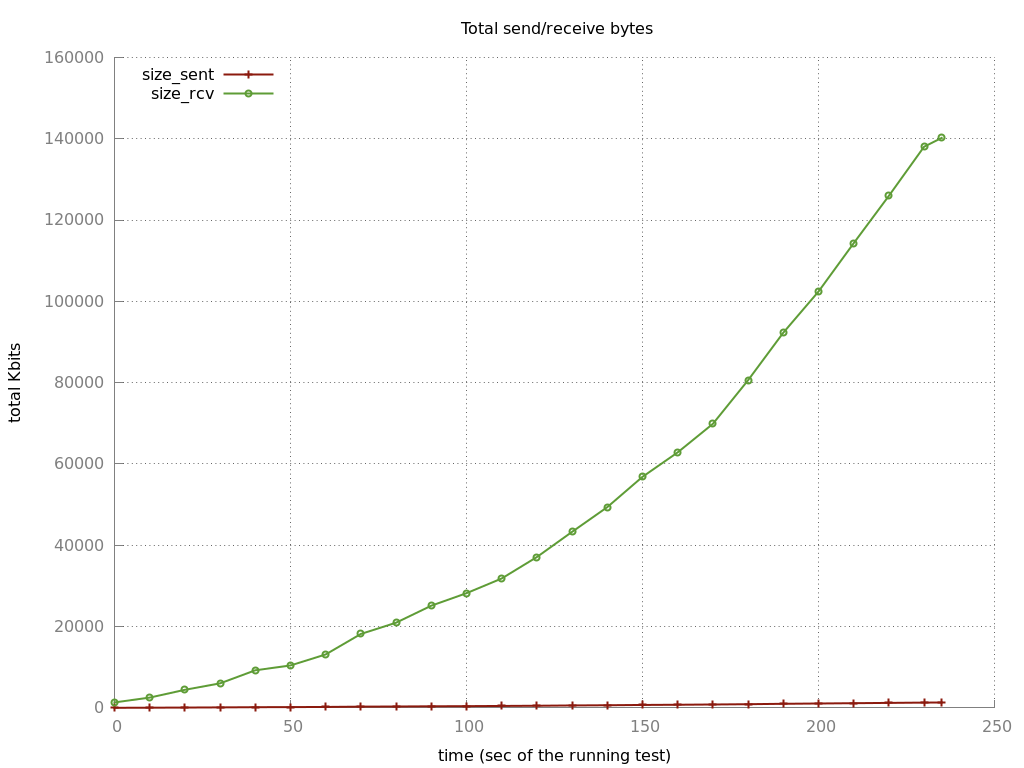 Total send/receive bytes
160000
140000
120000
100000
80000
60000
40000
20000
0
size_sent
size_rcv
total Kbits
0 50 100 150 200 250
time (sec of the running test)